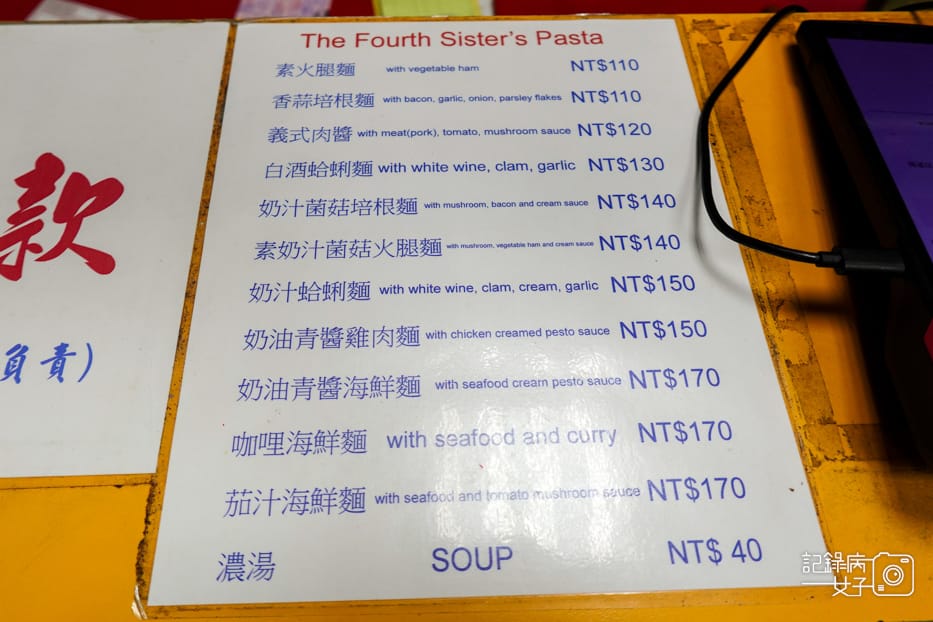 The Fourth Sister's Pasta
素火腿麵 with vegetable ham NT$110
香蒜培根麵 with bacon, garlic, onion, parsley flakes NT$110
義式肉醬 with meat(pork), tomato, mushroom sauce NT$120
白酒蛤蜊麵 with white wine, clam, garlic NT$130
奶汁菌菇培根麵 with mushroom, bacon and cream sauce NT$140
素奶汁菌菇火腿麵 with mushroom, vegetable ham and cream sauce NT$140
奶汁蛤蜊麵 with white wine, clam, cream, garlic NT$150
奶油青醬雞肉麵 with chicken creamed pesto sauce NT$150
奶油青醬海鮮麵 with seafood cream pesto sauce NT$170
咖哩海鮮麵 with seafood and curry NT$170
茄汁海鮮麵 with seafood and tomato mushroom sauce NT$170
濃湯 SOUP NT$ 40
款
負責)
記錄病
女子